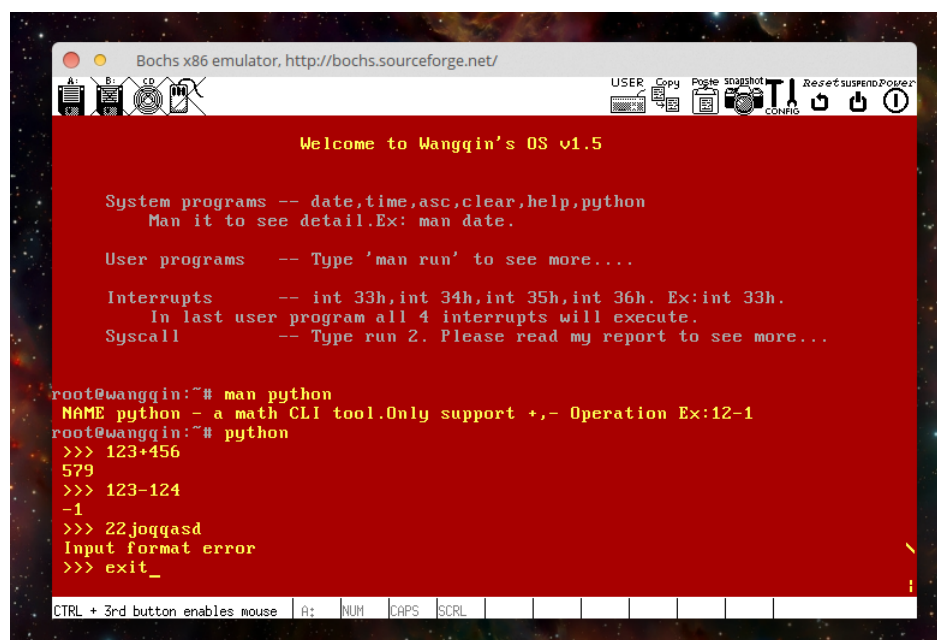 Bochs x86 emulator, http://bochs.sourceforge.net/
A: B: CD USER Copy Poste snapshot CONFIG Reset SUSPEND Power
Welcome to Wangqin's OS v1.5
System programs -- date,time,asc,clear,help,python
Man it to see detail.Ex: man date.
User programs -- Type 'man run' to see more....
Interrupts -- int 33h,int 34h,int 35h,int 36h. Ex:int 33h.
In last user program all 4 interrupts will execute.
Syscall -- Type run 2. Please read my report to see more...
root@wangqin:~# man python
NAME python - a math CLI tool.Only support +,- Operation Ex:12-1
root@wangqin:~# python
>>> 123+456
579
>>> 123-124
-1
>>> 22joqqasd
Input format error
>>> exit_
CTRL + 3rd button enables mouse A: NUM CAPS SCRL